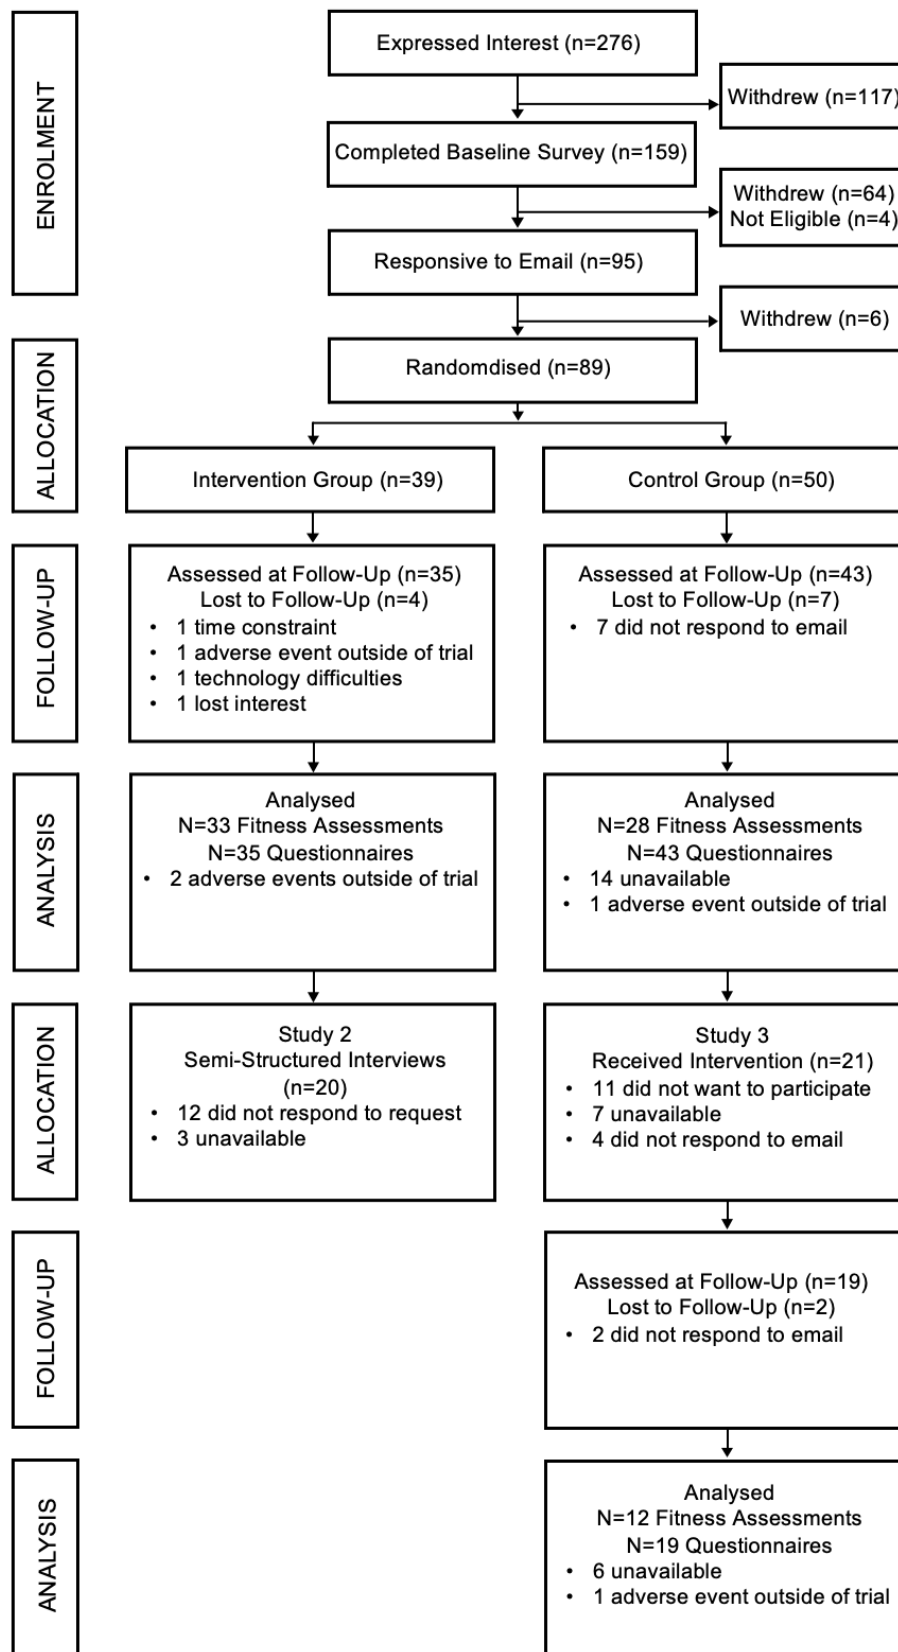 ENROLMENT
Expressed Interest (n=276)
Withdrew (n=117)
Completed Baseline Survey (n=159)
Withdrew (n=64)
Not Eligible (n=4)
Responsive to Email (n=95)
Withdrew (n=6)
ALLOCATION
Randomdised (n=89)
Intervention Group (n=39)
Control Group (n=50)
FOLLOW-UP
Assessed at Follow-Up (n=35)
Lost to Follow-Up (n=4)
• 1 time constraint
• 1 adverse event outside of trial
• 1 technology difficulties
• 1 lost interest
Assessed at Follow-Up (n=43)
Lost to Follow-Up (n=7)
• 7 did not respond to email
ANALYSIS
Analysed
N=33 Fitness Assessments
N=35 Questionnaires
• 2 adverse events outside of trial
Analysed
N=28 Fitness Assessments
N=43 Questionnaires
• 14 unavailable
• 1 adverse event outside of trial
ALLOCATION
Study 2
Semi-Structured Interviews
(n=20)
• 12 did not respond to request
• 3 unavailable
Study 3
Received Intervention (n=21)
• 11 did not want to participate
• 7 unavailable
• 4 did not respond to email
FOLLOW-UP
Assessed at Follow-Up (n=19)
Lost to Follow-Up (n=2)
• 2 did not respond to email
ANALYSIS
Analysed
N=12 Fitness Assessments
N=19 Questionnaires
• 6 unavailable
• 1 adverse event outside of trial